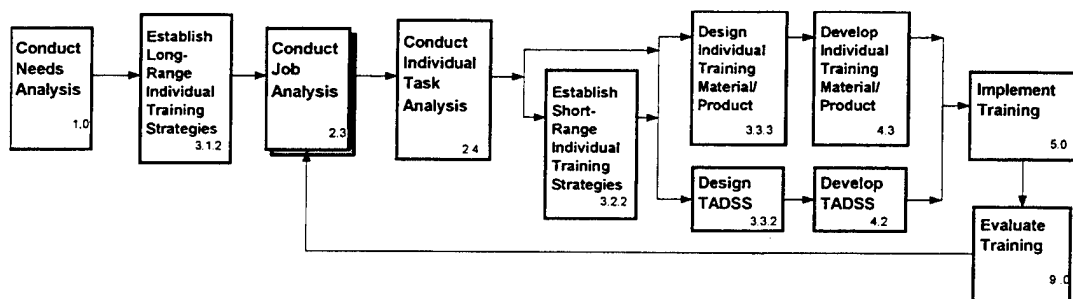 Conduct
Needs
Analysis
1.0
Establish
Long-
Range
Individual
Training
Strategies
3.1.2
Conduct
Job
Analysis
2.3
Conduct
Individual
Task
Analysis
2.4
Establish
Short-
Range
Individual
Training
Strategies
3.2.2
Design
Individual
Training
Material/
Product
3.3.3
Develop
Individual
Training
Material/
Product
4.3
Design
TADSS
3.3.2
Develop
TADSS
4.2
Implement
Training
5.0
Evaluate
Training
9.0